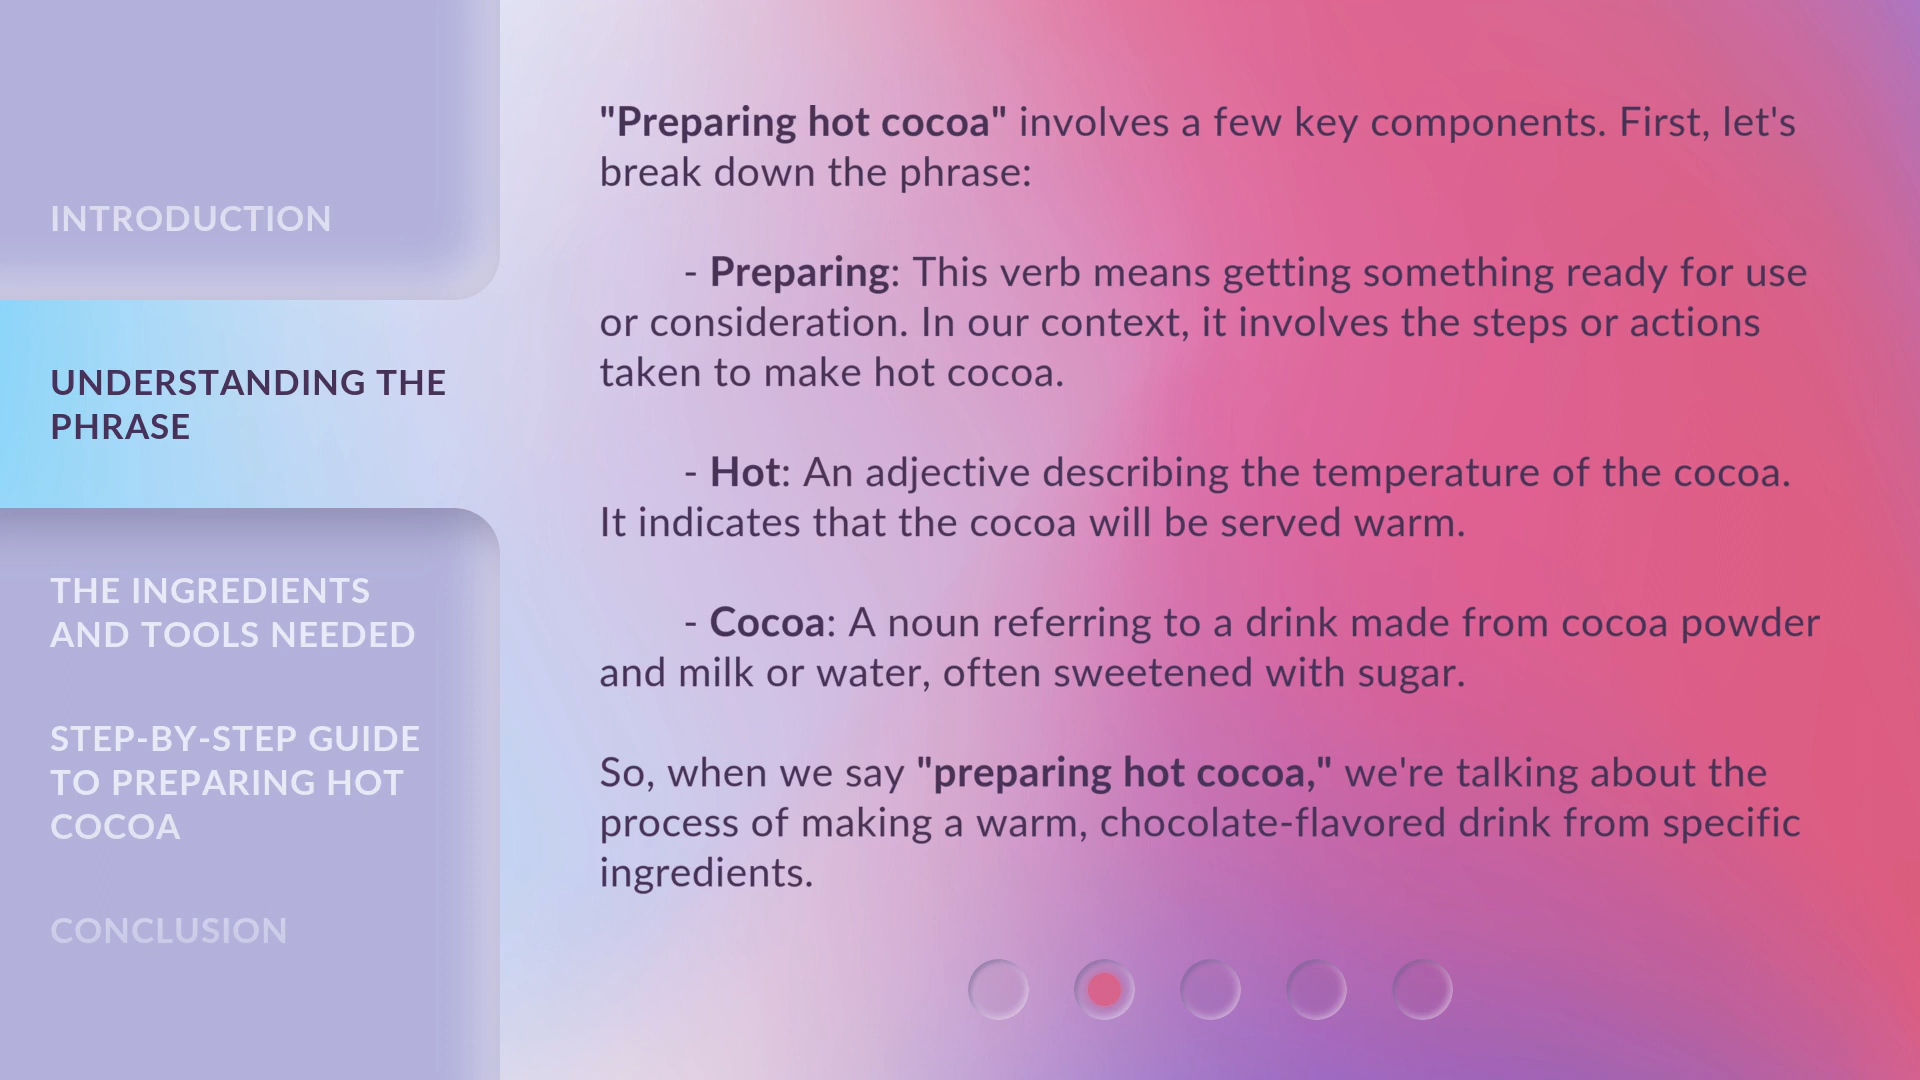 INTRODUCTION
UNDERSTANDING THE
PHRASE
THE INGREDIENTS
AND TOOLS NEEDED
STEP-BY-STEP GUIDE
TO PREPARING HOT
COCOA
CONCLUSION
"Preparing hot cocoa" involves a few key components. First, let's
break down the phrase:
- Preparing: This verb means getting something ready for use
or consideration. In our context, it involves the steps or actions
taken to make hot cocoa.
- Hot: An adjective describing the temperature of the cocoa.
It indicates that the cocoa will be served warm.
- Cocoa: A noun referring to a drink made from cocoa powder
and milk or water, often sweetened with sugar.
So, when we say "preparing hot cocoa," we're talking about the
process of making a warm, chocolate-flavored drink from specific
ingredients.